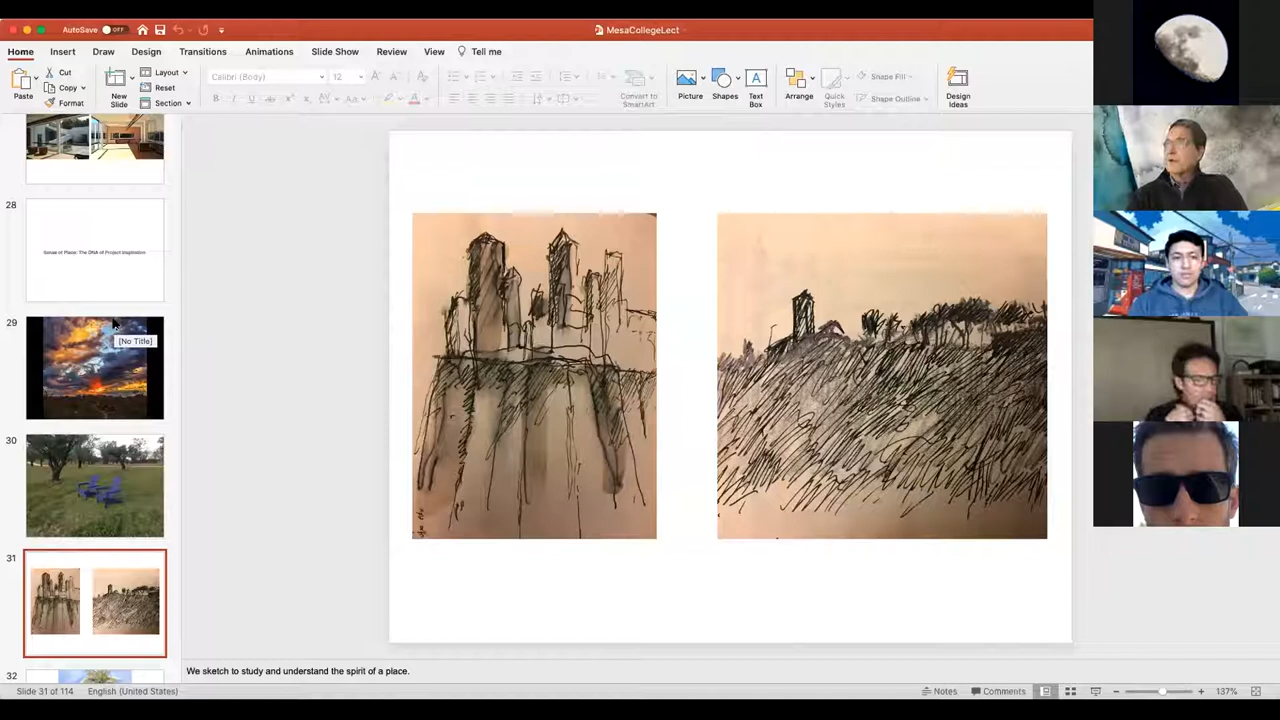 AutoSave OFF
MesaCollegeLect
Home Insert Draw Design Transitions Animations Slide Show Review View Tell me
Paste
Cut
Copy
Format
New Slide
Layout
Reset
Section
Calibri (Body) 12
Convert to SmartArt
Picture
Shapes
Text Box
Arrange
Quick Styles
Shape Fill
Shape Outline
Design Ideas
28
Sense of Place: The DNA of Project Inspiration
29
[No Title]
30
31
32
We sketch to study and understand the spirit of a place.
Slide 31 of 114 English (United States) Notes Comments 137%